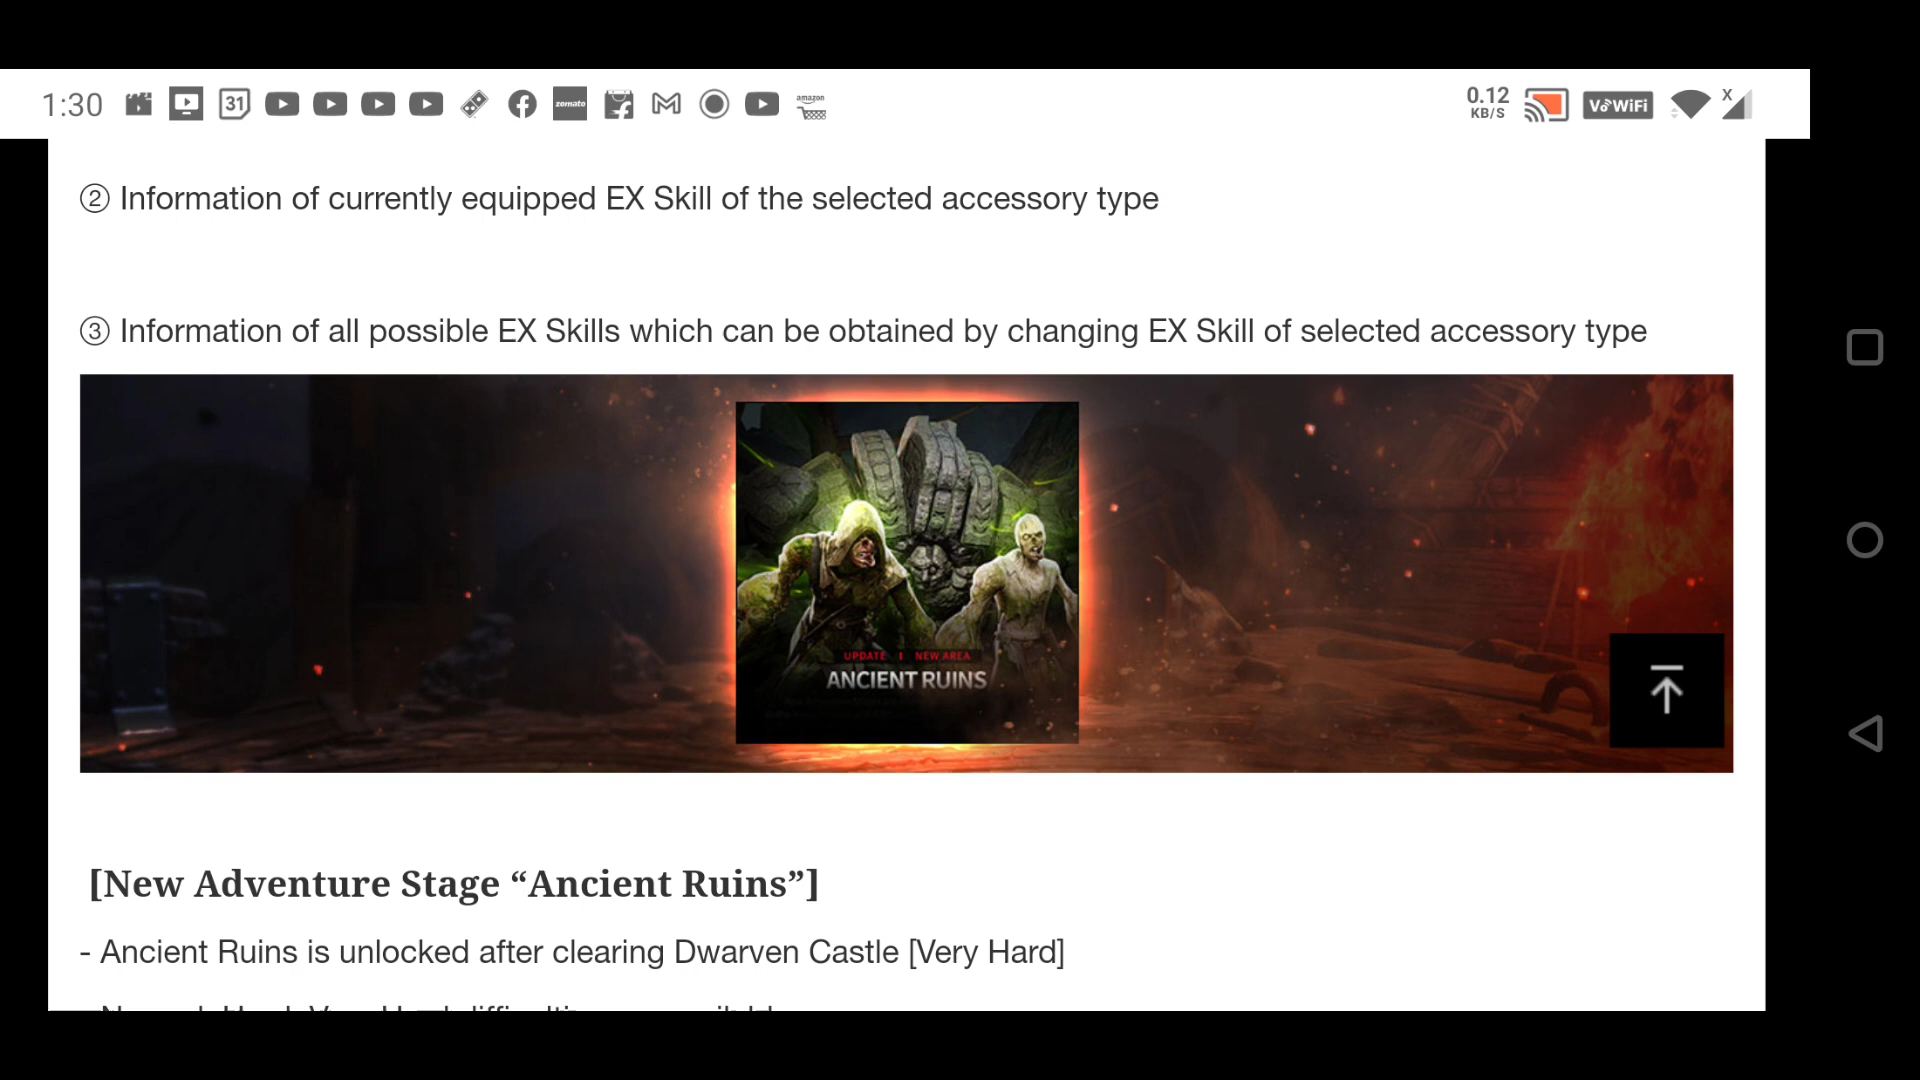 1:30
31
zomato
amazon
0.12
KB/S
VoWiFi
X
② Information of currently equipped EX Skill of the selected accessory type
③ Information of all possible EX Skills which can be obtained by changing EX Skill of selected accessory type
UPDATE | NEW AREA
ANCIENT RUINS
[New Adventure Stage “Ancient Ruins”]
- Ancient Ruins is unlocked after clearing Dwarven Castle [Very Hard]